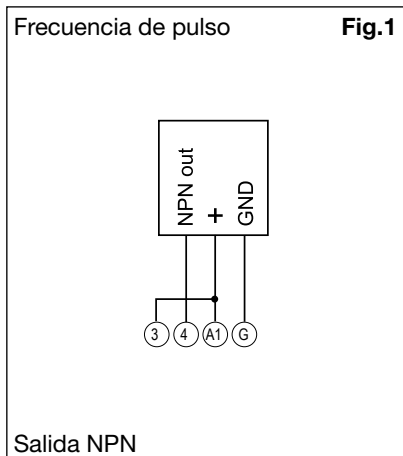 Frecuencia de pulso Fig.1
NPN out
+
GND
3 4 A1 G
Salida NPN